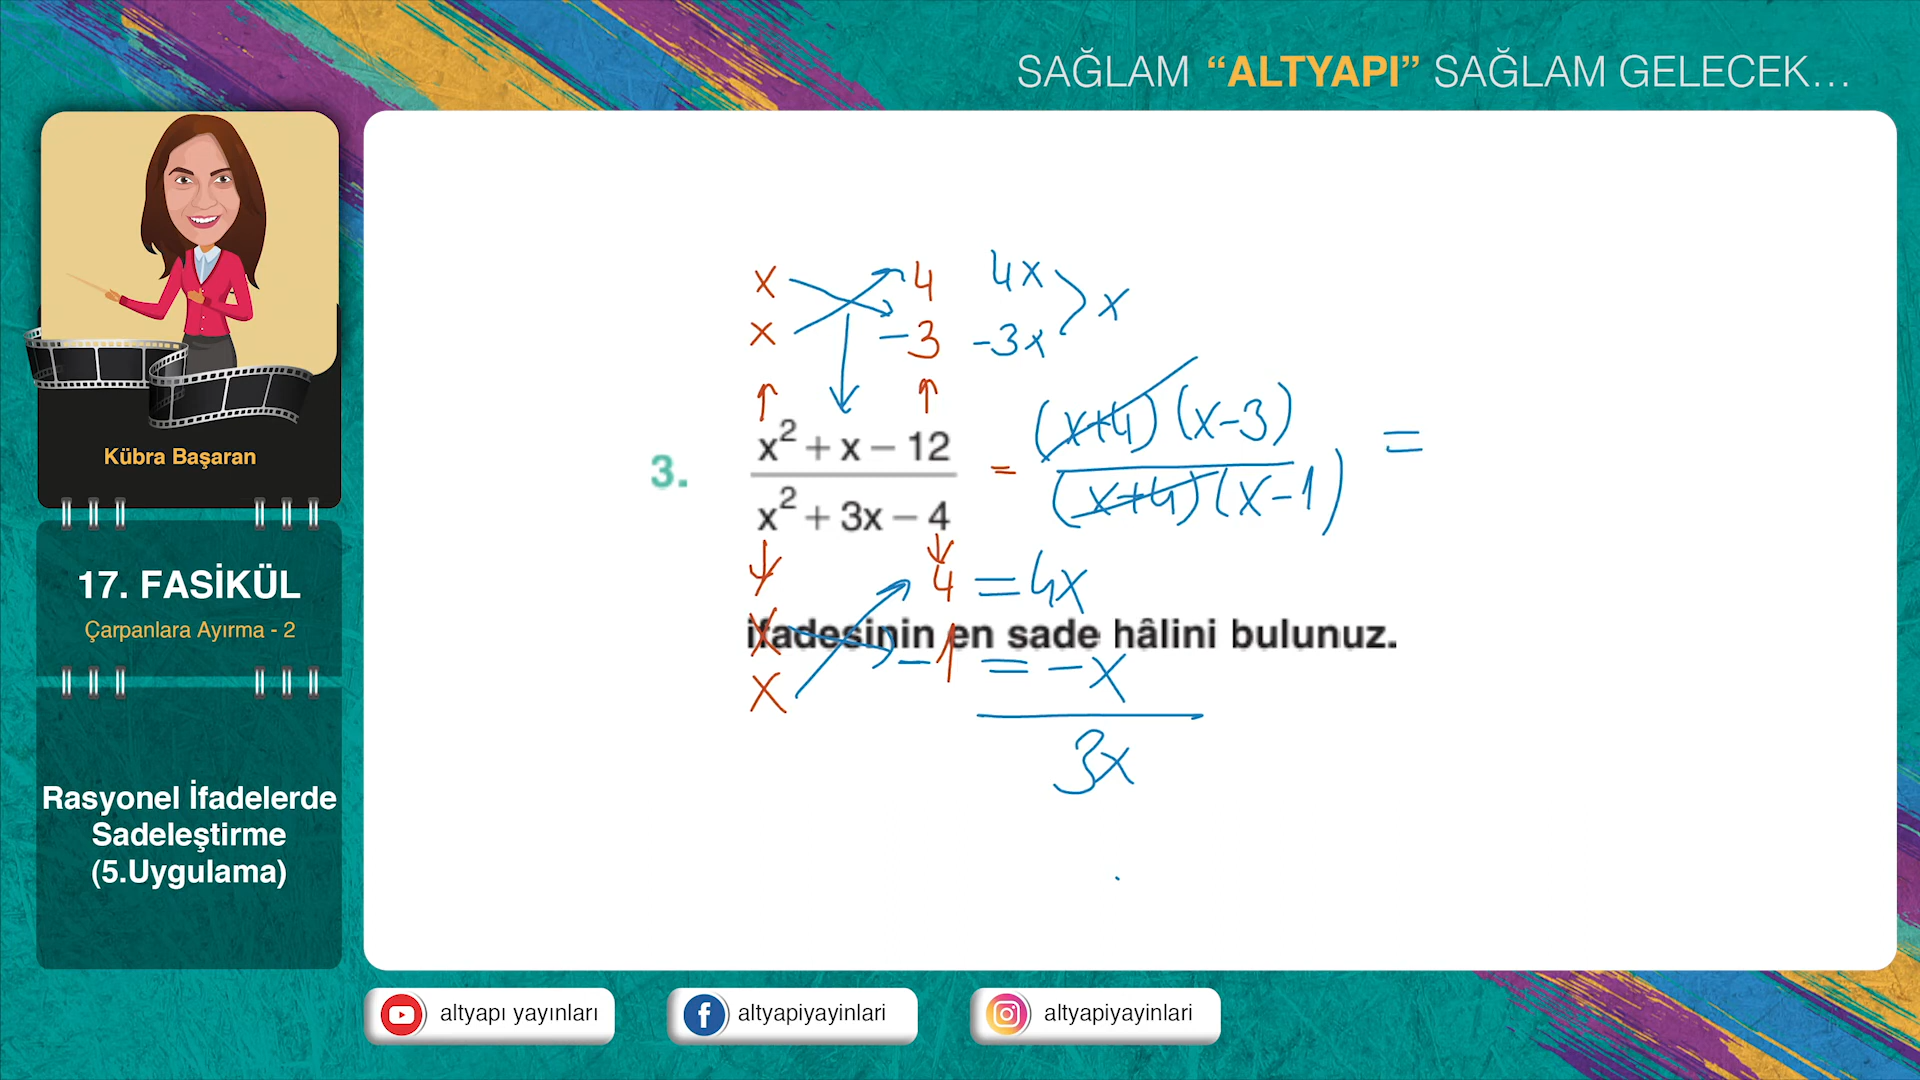 SAĞLAM “ALTYAPI” SAĞLAM GELECEK...
Kübra Başaran
17. FASİKÜL
Çarpanlara Ayırma - 2
Rasyonel İfadelerde
Sadeleştirme
(5.Uygulama)
x 4 4x
x
x -3 -3x
3. x² + x − 12 / x² + 3x − 4 = (x+4)(x-3) / (x+4)(x-1) =
4 = 4x
ifadesinin en sade hâlini bulunuz.
x
x -1 = -x
3x
altyapı yayınları
altyapiyayinlari
altyapiyayinlari